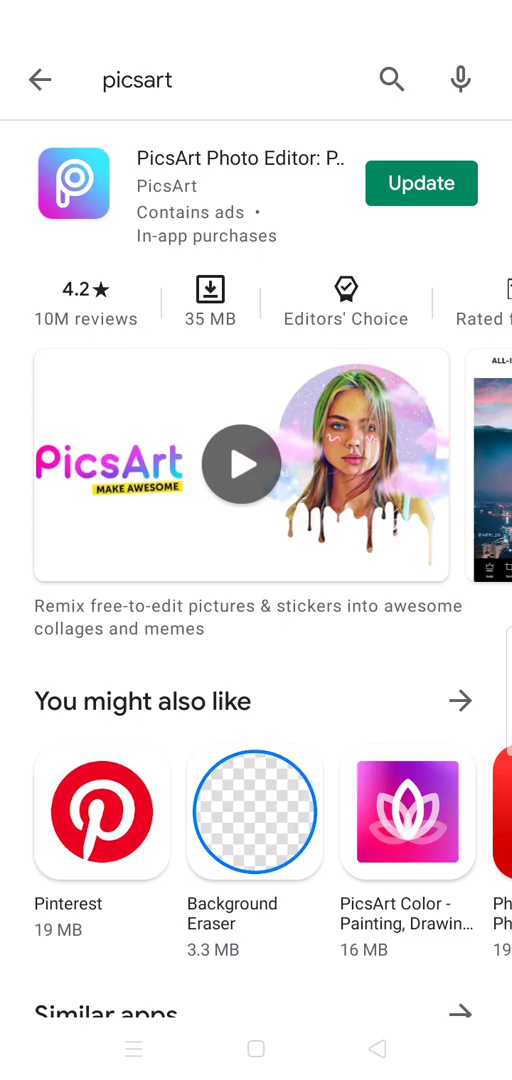 picsart
PicsArt Photo Editor: P..
PicsArt
Update
Contains ads •
In-app purchases
4.2★
10M reviews
35 MB
Editors' Choice
Rated f
PicsArt
MAKE AWESOME
ALL-I
Remix free-to-edit pictures & stickers into awesome
collages and memes
You might also like
Pinterest
19 MB
Background
Eraser
3.3 MB
PicsArt Color -
Painting, Drawin...
16 MB
Ph
Ph
19
Similar apps